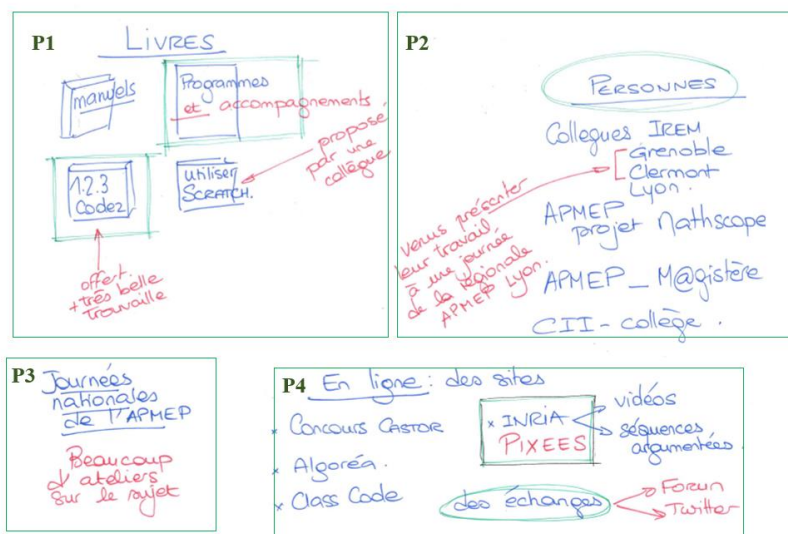 P1
LIVRES
manuels
Programmes
et accompagnements
proposé
par une
collègue
1.2.3
Codez
utiliser
SCRATCH.
offert.
+ très belle
trouvaille
P2
PERSONNES
Collègues IREM
Grenoble
Clermont
Lyon.
venus présenter
leur travail
à une journée
de la régionale
APMEP Lyon.
APMEP
projet Mathscope
APMEP_M@gistère
CII-collège.
P3
Journées
nationales
de l'APMEP
Beaucoup
d'ateliers
sur le sujet
P4
En ligne : des sites
× Concours CASTOR
× Algoréa.
× Class Code
× INRIA
PIXEES
vidéos
séquences
argumentées.
des échanges
Forum
Twitter